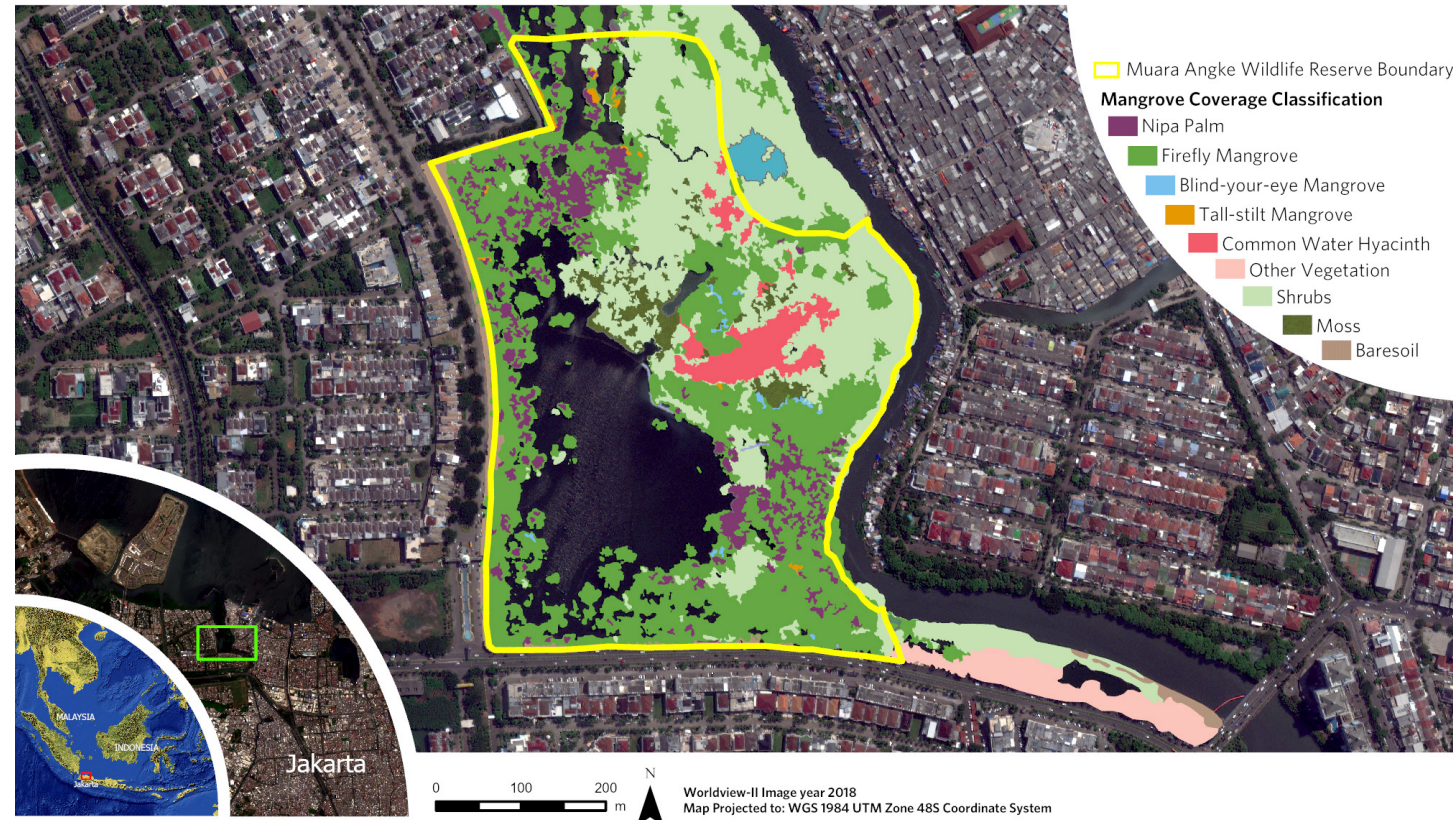 Muara Angke Wildlife Reserve Boundary
Mangrove Coverage Classification
Nipa Palm
Firefly Mangrove
Blind-your-eye Mangrove
Tall-stilt Mangrove
Common Water Hyacinth
Other Vegetation
Shrubs
Moss
Baresoil
MALAYSIA
INDONESIA
Jakarta
Jakarta
0 100 200 m
N
Worldview-II Image year 2018
Map Projected to: WGS 1984 UTM Zone 48S Coordinate System